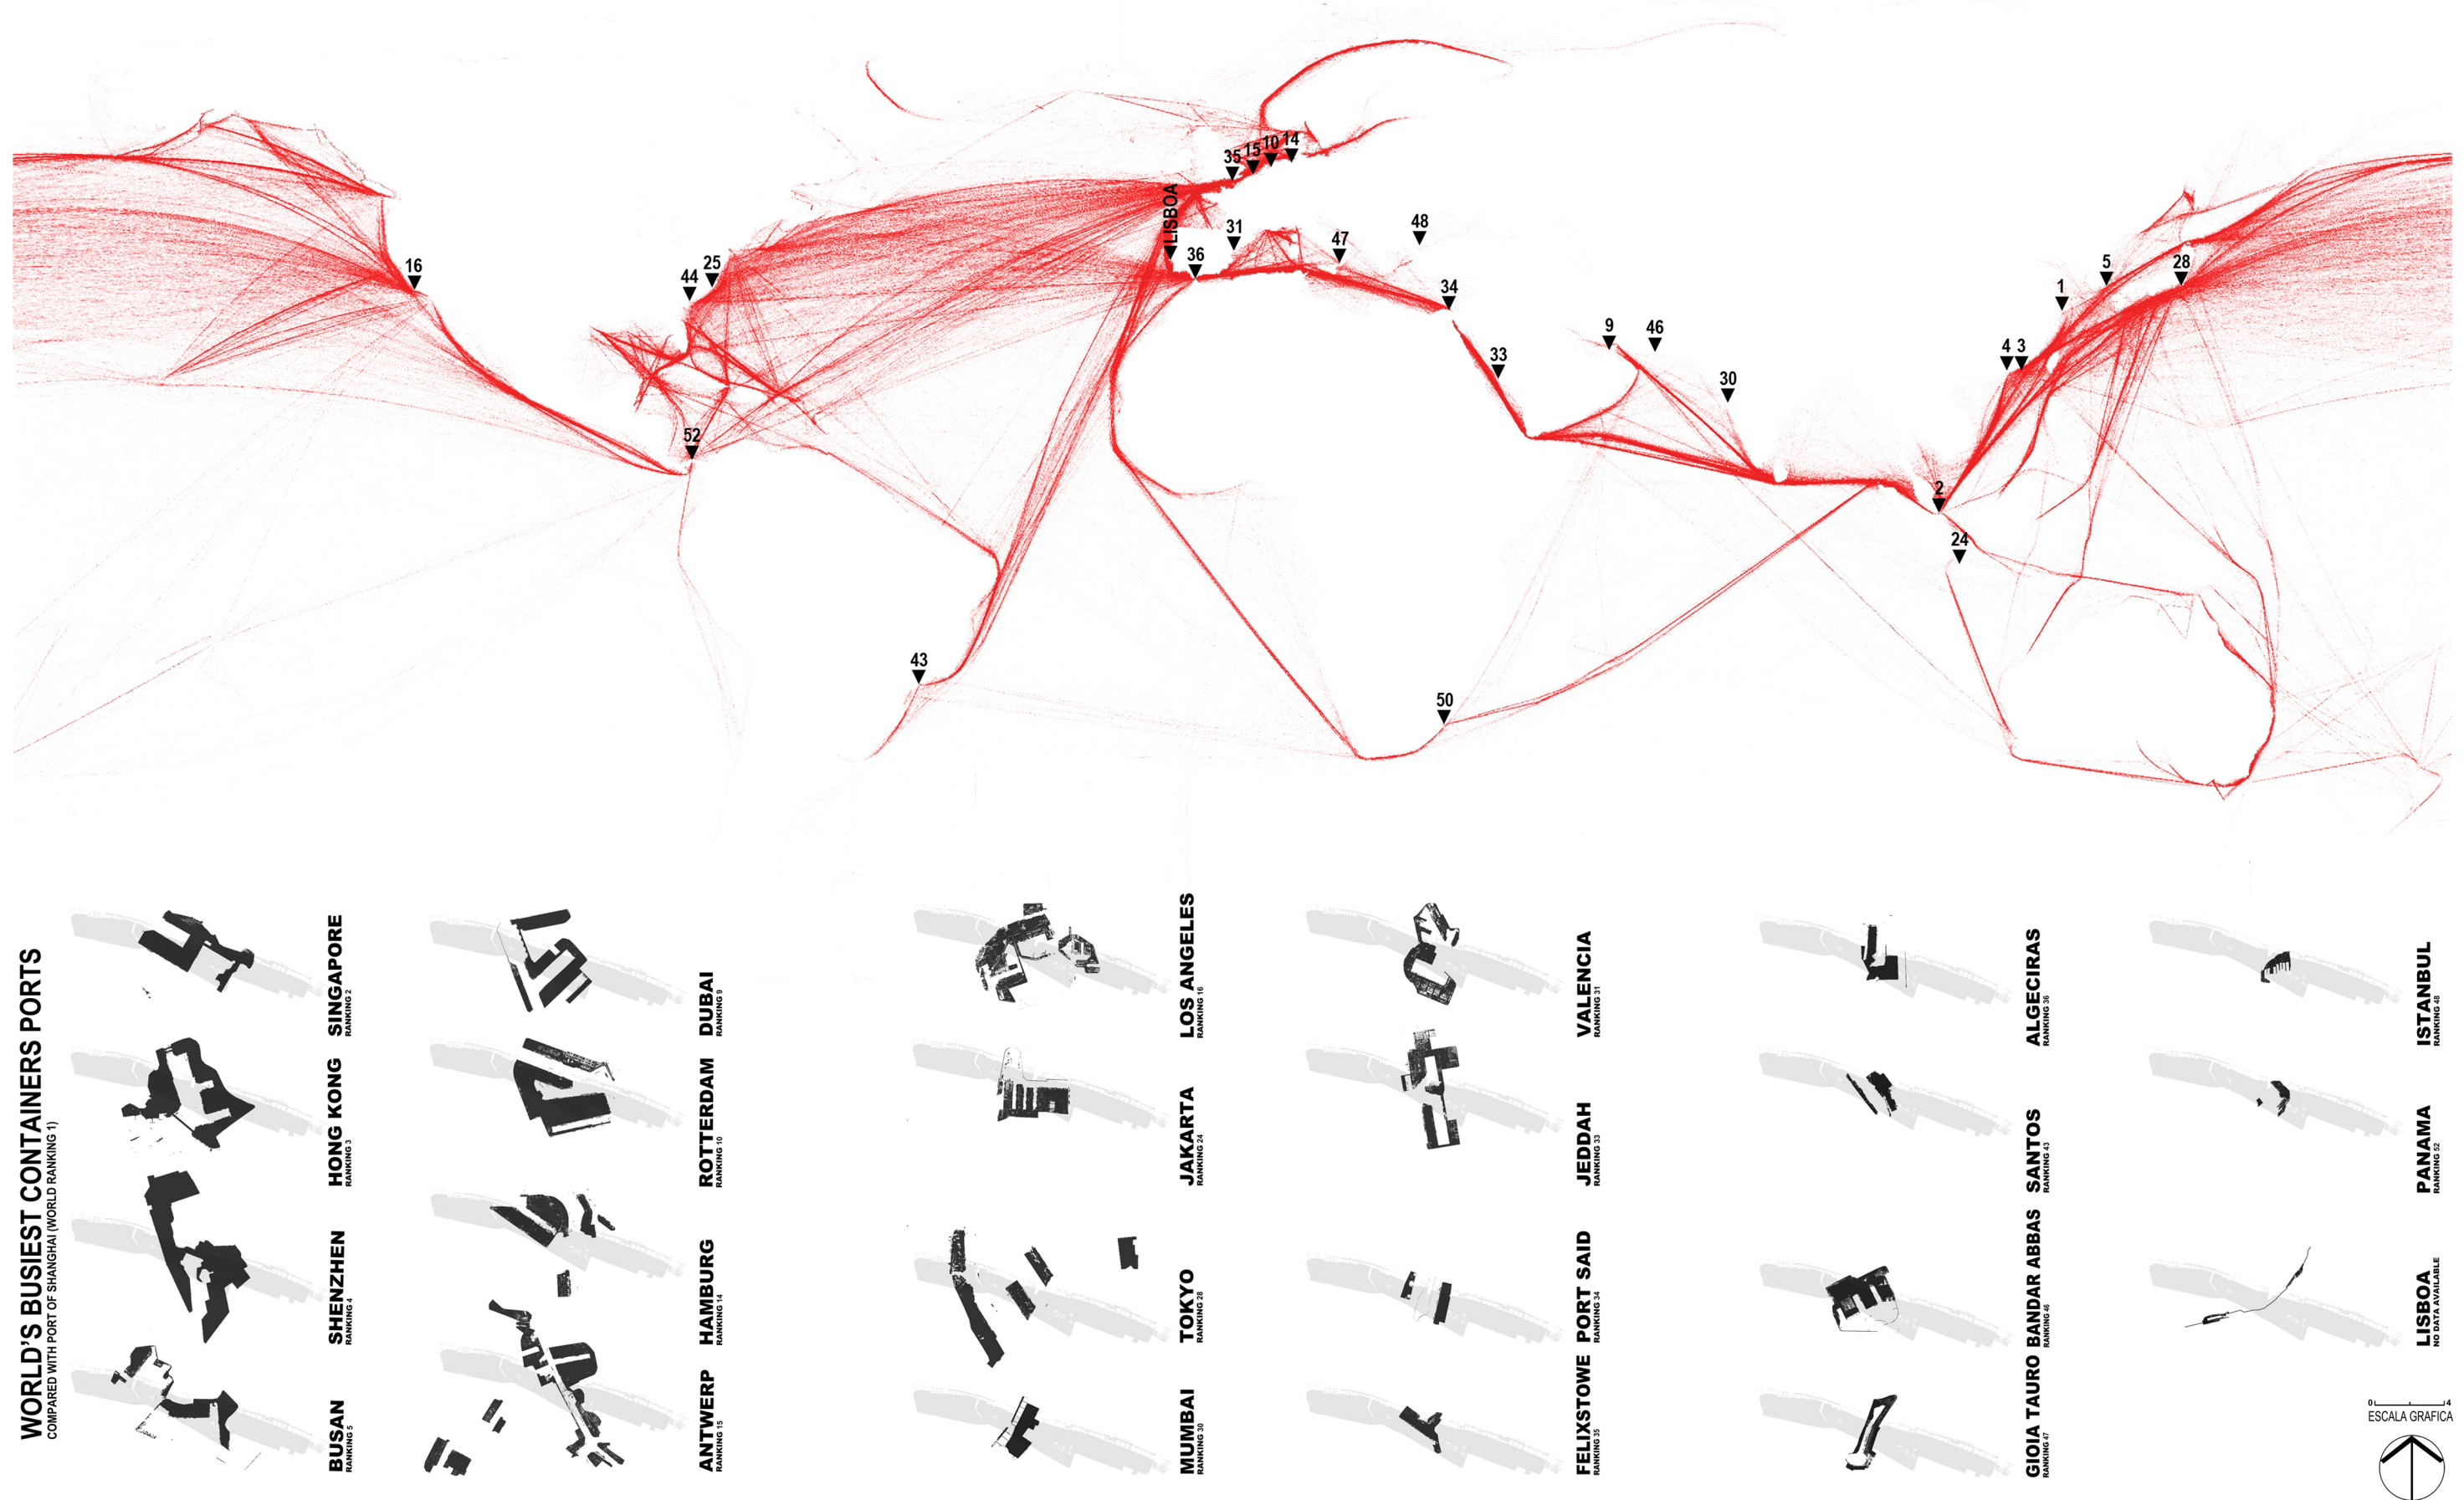 35
15
10
14
LISBOA
31
47
48
16
44
25
36
34
5
28
1
9
46
33
4
3
30
52
2
24
43
50
WORLD'S BUSIEST CONTAINERS PORTS
COMPARED WITH PORT OF SHANGHAI (WORLD RANKING 1)
SINGAPORE
RANKING 2
HONG KONG
RANKING 3
SHENZHEN
RANKING 4
BUSAN
RANKING 5
DUBAI
RANKING 9
ROTTERDAM
RANKING 10
HAMBURG
RANKING 14
ANTWERP
RANKING 15
LOS ANGELES
RANKING 16
JAKARTA
RANKING 24
TOKYO
RANKING 28
MUMBAI
RANKING 30
VALENCIA
RANKING 31
JEDDAH
RANKING 33
PORT SAID
RANKING 34
FELIXSTOWE
RANKING 35
ALGECIRAS
RANKING 36
SANTOS
RANKING 43
BANDAR ABBAS
RANKING 46
GIOIA TAURO
RANKING 47
ISTANBUL
RANKING 48
PANAMA
RANKING 52
LISBOA
NO DATA AVAILABLE
0 4
ESCALA GRAFICA